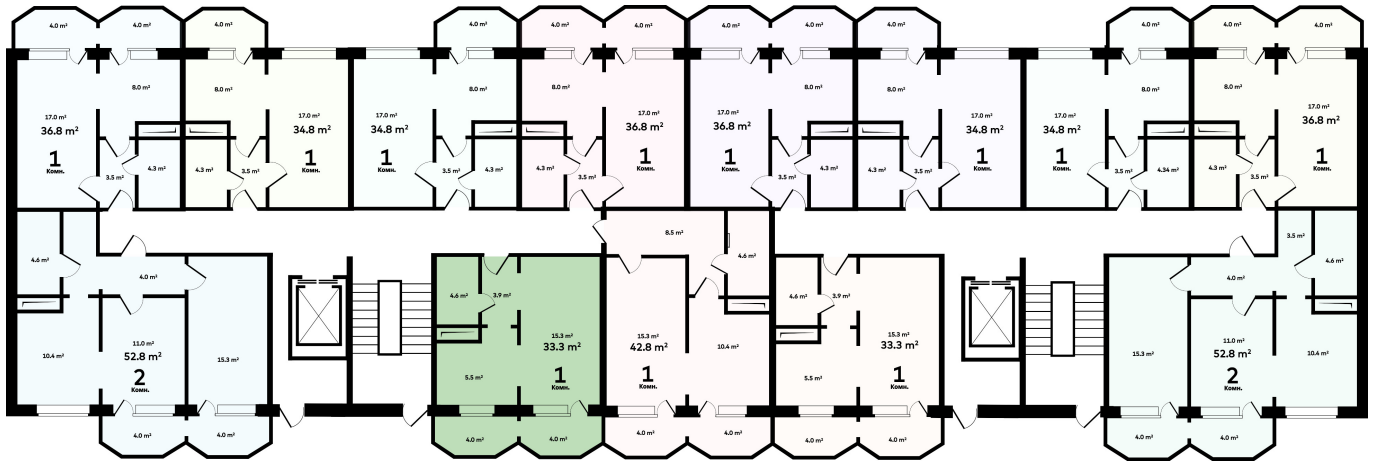 4.0 m²
4.0 m²
4.0 m²
4.0 m²
4.0 m²
4.0 m²
4.0 m²
4.0 m²
4.0 m²
4.0 m²
4.0 m²
4.0 m²
8.0 m²
8.0 m²
8.0 m²
8.0 m²
8.0 m²
8.0 m²
8.0 m²
8.0 m²
17.0 m²
36.8 m²
1
Комн.
17.0 m²
34.8 m²
1
Комн.
17.0 m²
34.8 m²
1
Комн.
17.0 m²
36.8 m²
1
Комн.
17.0 m²
36.8 m²
1
Комн.
17.0 m²
34.8 m²
1
Комн.
17.0 m²
34.8 m²
1
Комн.
17.0 m²
36.8 m²
1
Комн.
3.5 m²
4.3 m²
4.3 m²
3.5 m²
3.5 m²
4.3 m²
4.3 m²
3.5 m²
3.5 m²
4.3 m²
4.3 m²
3.5 m²
3.5 m²
4.34 m²
4.3 m²
3.5 m²
4.6 m²
4.0 m²
10.4 m²
11.0 m²
52.8 m²
2
Комн.
15.3 m²
4.0 m²
4.0 m²
4.6 m²
3.9 m²
5.5 m²
15.3 m²
33.3 m²
1
Комн.
4.0 m²
4.0 m²
8.5 m²
4.6 m²
15.3 m²
42.8 m²
1
Комн.
10.4 m²
4.0 m²
4.0 m²
4.6 m²
3.9 m²
5.5 m²
15.3 m²
33.3 m²
1
Комн.
4.0 m²
4.0 m²
3.5 m²
4.6 m²
4.0 m²
15.3 m²
11.0 m²
52.8 m²
2
Комн.
10.4 m²
4.0 m²
4.0 m²